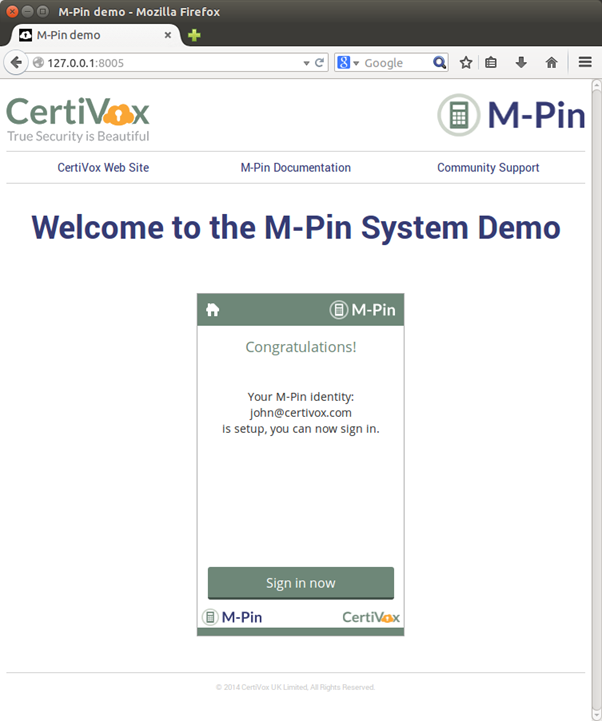 M-Pin demo - Mozilla Firefox
M-Pin demo
127.0.0.1:8005
Google
CertiVox
True Security is Beautiful
M-Pin
CertiVox Web Site
M-Pin Documentation
Community Support
Welcome to the M-Pin System Demo
M-Pin
Congratulations!
Your M-Pin identity:
john@certivox.com
is setup, you can now sign in.
Sign in now
M-Pin
CertiVox
© 2014 CertiVox UK Limited, All Rights Reserved.